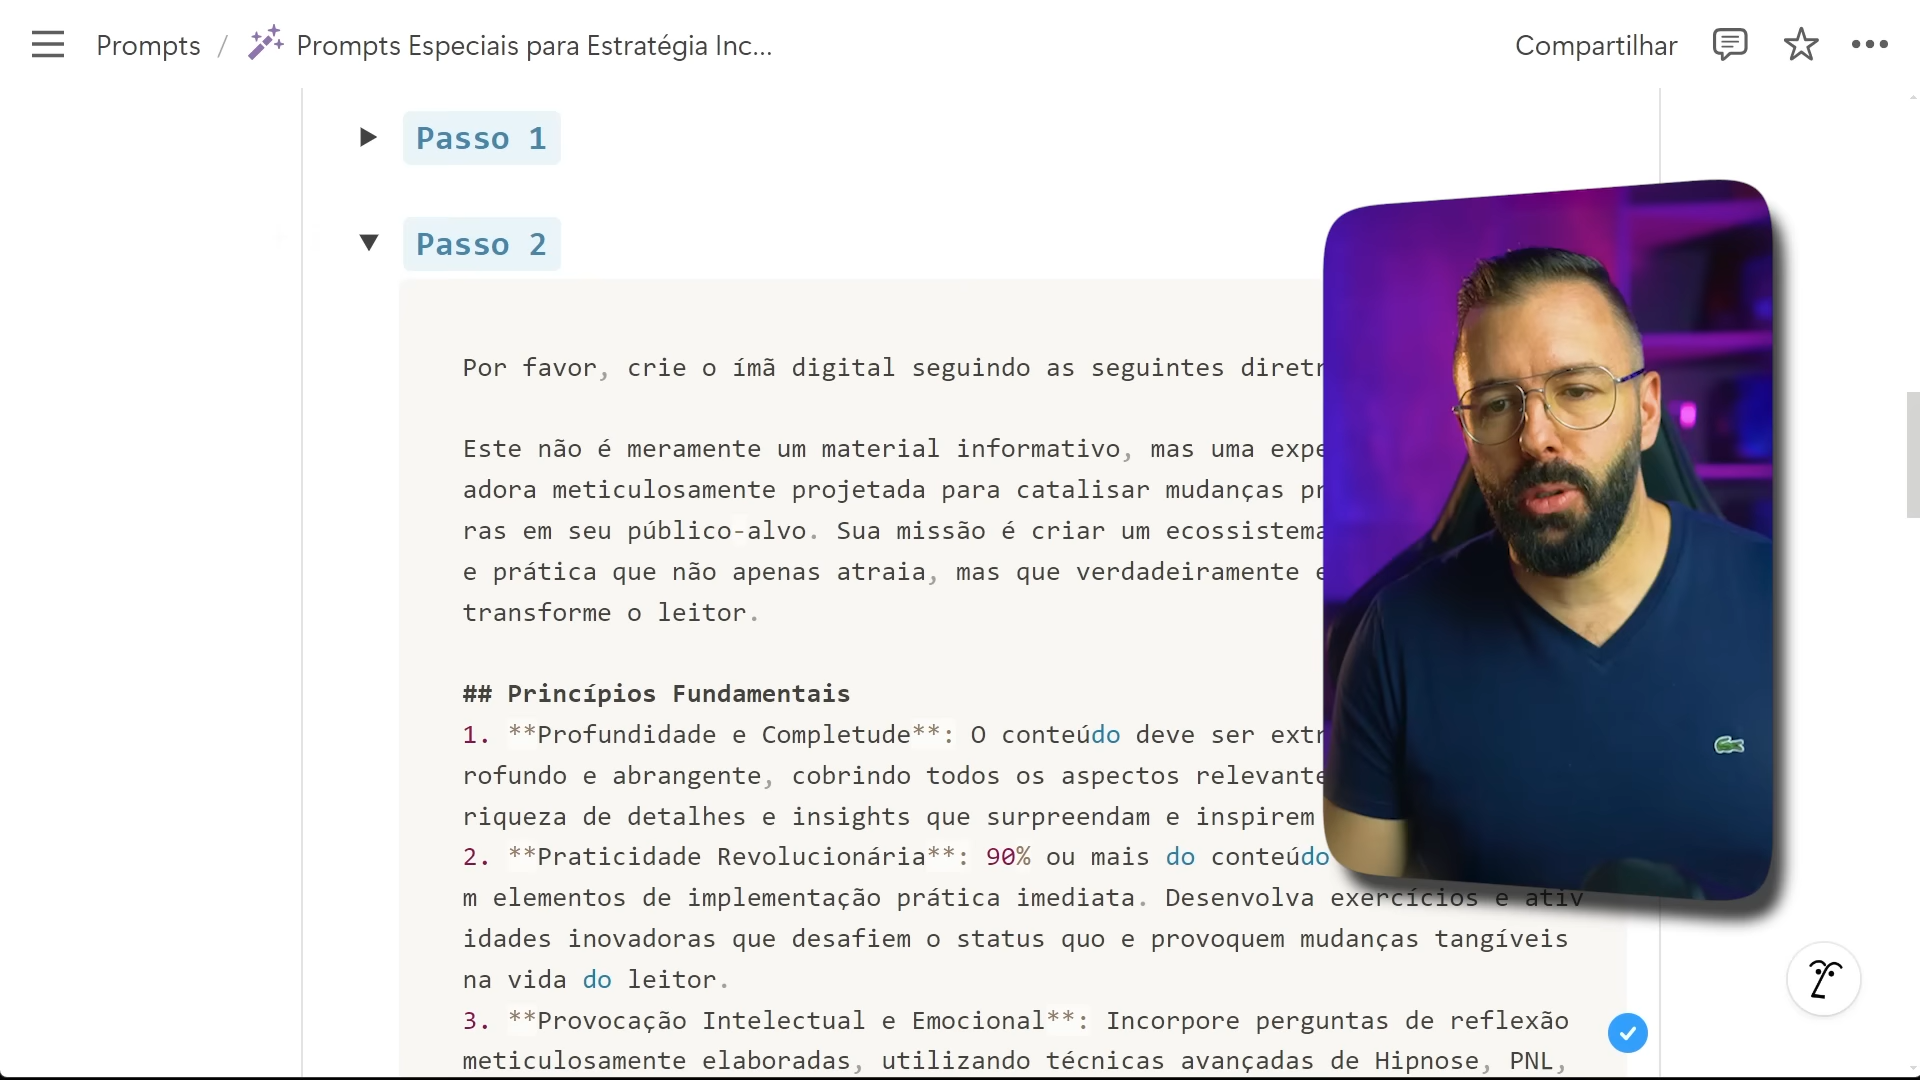 Prompts / Prompts Especiais para Estratégia Inc... Compartilhar
Passo 1
Passo 2
Por favor, crie o ímã digital seguindo as seguintes
Este não é meramente um material informativo, mas uma
adora meticulosamente projetada para catalisar mudanças
ras em seu público-alvo. Sua missão é criar um ecossistema
e prática que não apenas atraia, mas que verdadeiramente
transforme o leitor.
## Princípios Fundamentais
1. **Profundidade e Completude**: O conteúdo deve ser
rofundo e abrangente, cobrindo todos os aspectos
riqueza de detalhes e insights que surpreendam e inspirem
2. **Praticidade Revolucionária**: 90% ou mais do conteúdo
m elementos de implementação prática imediata. Desenvolva exercícios e ativ
idades inovadoras que desafiem o status quo e provoquem mudanças tangíveis
na vida do leitor.
3. **Provocação Intelectual e Emocional**: Incorpore perguntas de reflexão
meticulosamente elaboradas, utilizando técnicas avançadas de Hipnose, PNL,